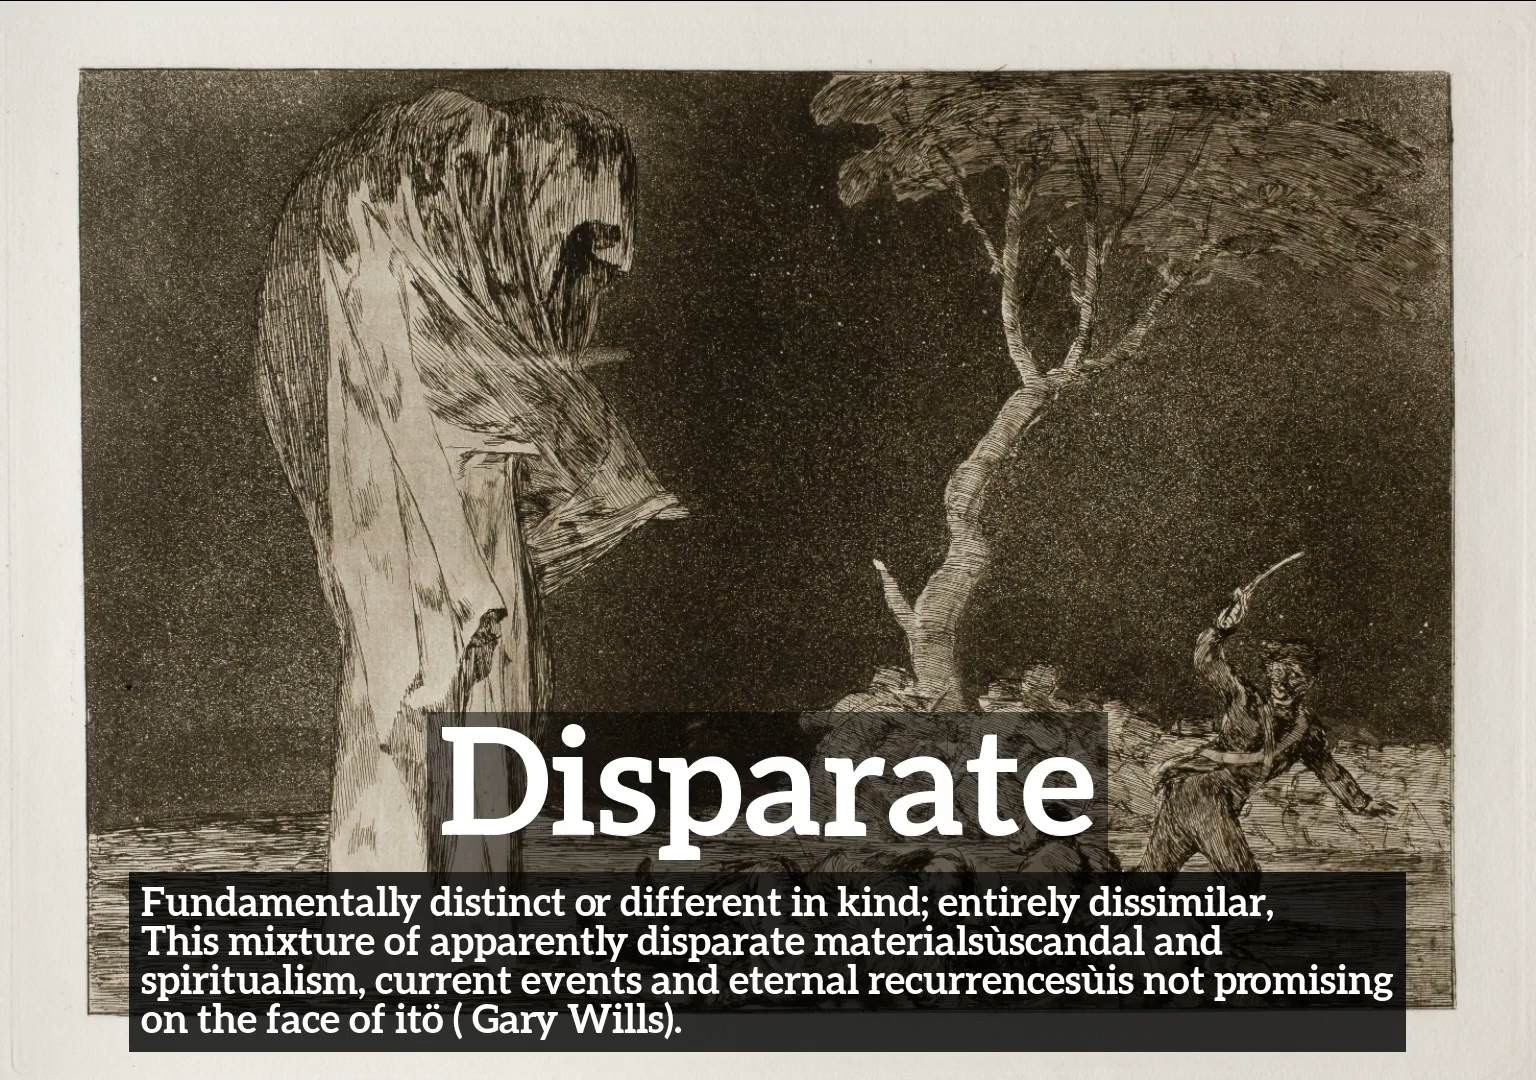 Disparate
Fundamentally distinct or different in kind; entirely dissimilar,
This mixture of apparently disparate materialsùscandal and
spiritualism, current events and eternal recurrencesùis not promising
on the face of itö ( Gary Wills).